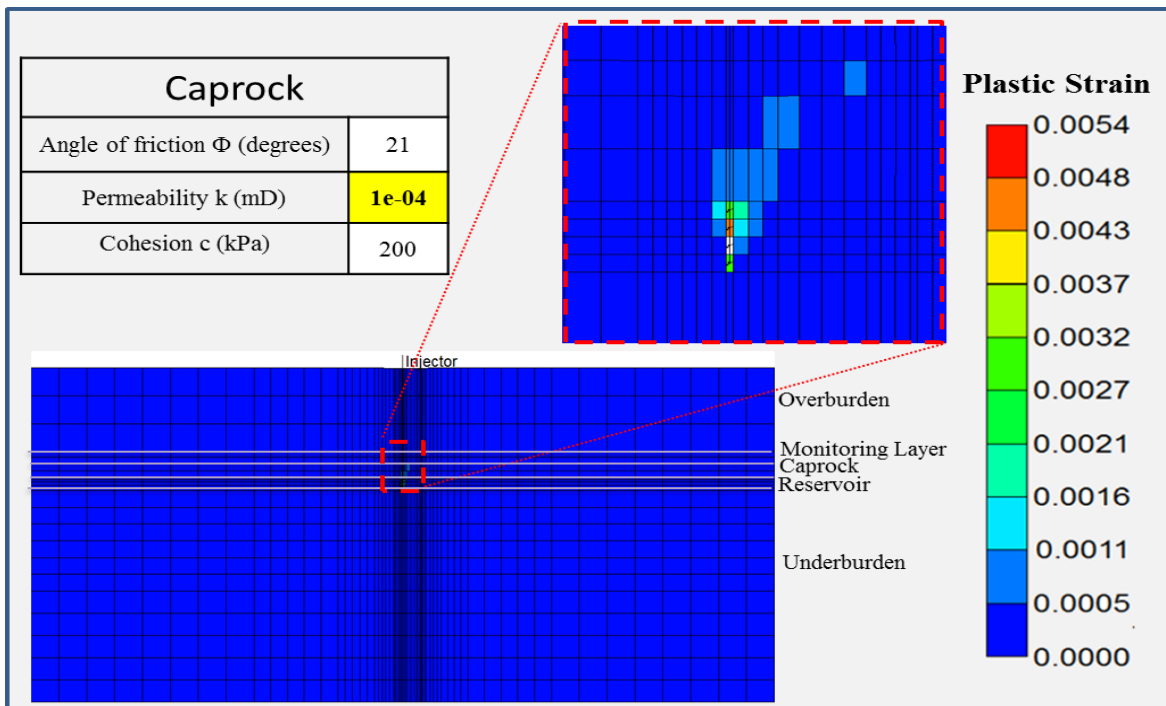 Caprock
Angle of friction Φ (degrees) 21
Permeability k (mD) 1e-04
Cohesion c (kPa) 200
Plastic Strain
0.0054
0.0048
0.0043
0.0037
0.0032
0.0027
0.0021
0.0016
0.0011
0.0005
0.0000
Injector
Overburden
Monitoring Layer
Caprock
Reservoir
Underburden